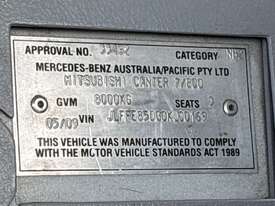 APPROVAL NO. CATEGORY
MERCEDES-BENZ AUSTRALIA/PACIFIC PTY LTD
MITSUBISHI CANTER 7/800
GVM 8000KG SEATS
05/09 VIN
THIS VEHICLE WAS MANUFACTURED TO COMPLY
WITH THE MOTOR VEHICLE STANDARDS ACT 1989